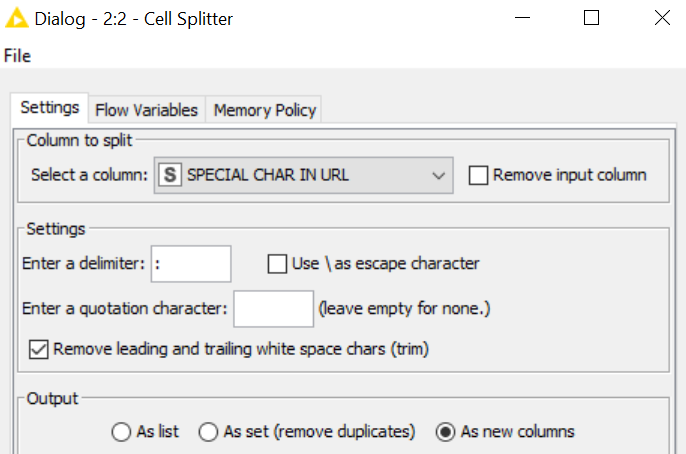 Dialog - 2:2 - Cell Splitter
File
Settings Flow Variables Memory Policy
Column to split
Select a column: S SPECIAL CHAR IN URL Remove input column
Settings
Enter a delimiter: : Use \ as escape character
Enter a quotation character: (leave empty for none.)
Remove leading and trailing white space chars (trim)
Output
As list As set (remove duplicates) As new columns